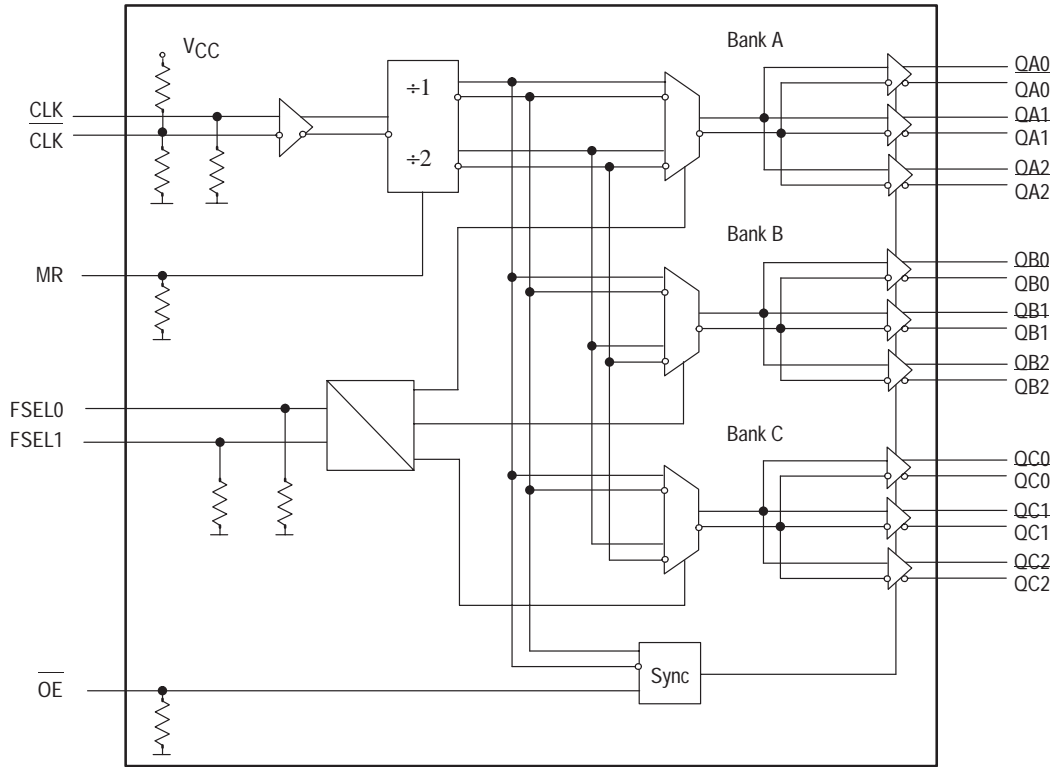 VCC
CLK
CLK
÷1
÷2
MR
FSEL0
FSEL1
OE
Bank A
QA0
QA0
QA1
QA1
QA2
QA2
Bank B
QB0
QB0
QB1
QB1
QB2
QB2
Bank C
QC0
QC0
QC1
QC1
QC2
QC2
Sync